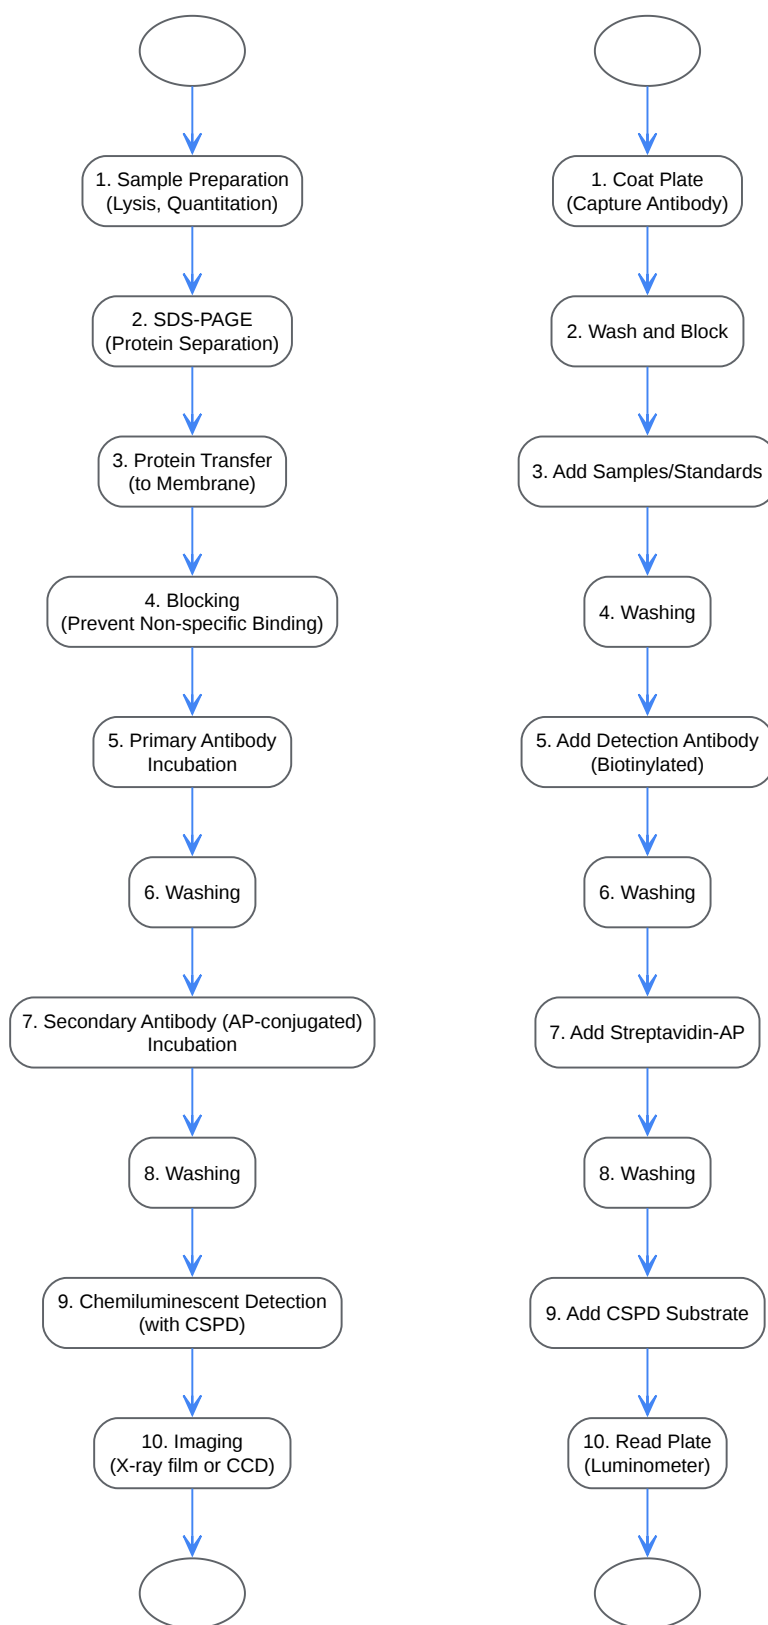 1. Sample Preparation
(Lysis, Quantitation)
2. SDS-PAGE
(Protein Separation)
3. Protein Transfer
(to Membrane)
4. Blocking
(Prevent Non-specific Binding)
5. Primary Antibody
Incubation
6. Washing
7. Secondary Antibody (AP-conjugated)
Incubation
8. Washing
9. Chemiluminescent Detection
(with CSPD)
10. Imaging
(X-ray film or CCD)
1. Coat Plate
(Capture Antibody)
2. Wash and Block
3. Add Samples/Standards
4. Washing
5. Add Detection Antibody
(Biotinylated)
6. Washing
7. Add Streptavidin-AP
8. Washing
9. Add CSPD Substrate
10. Read Plate
(Luminometer)